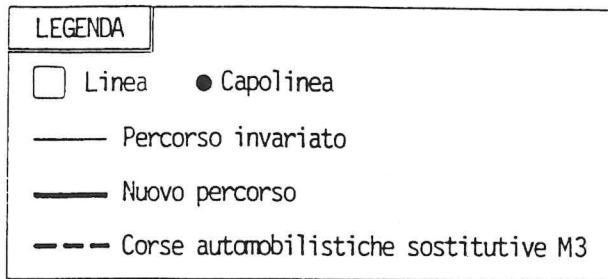 LEGENDA
Linea Capolinea
Percorso invariato
Nuovo percorso
Corse automobilistiche sostitutive M3